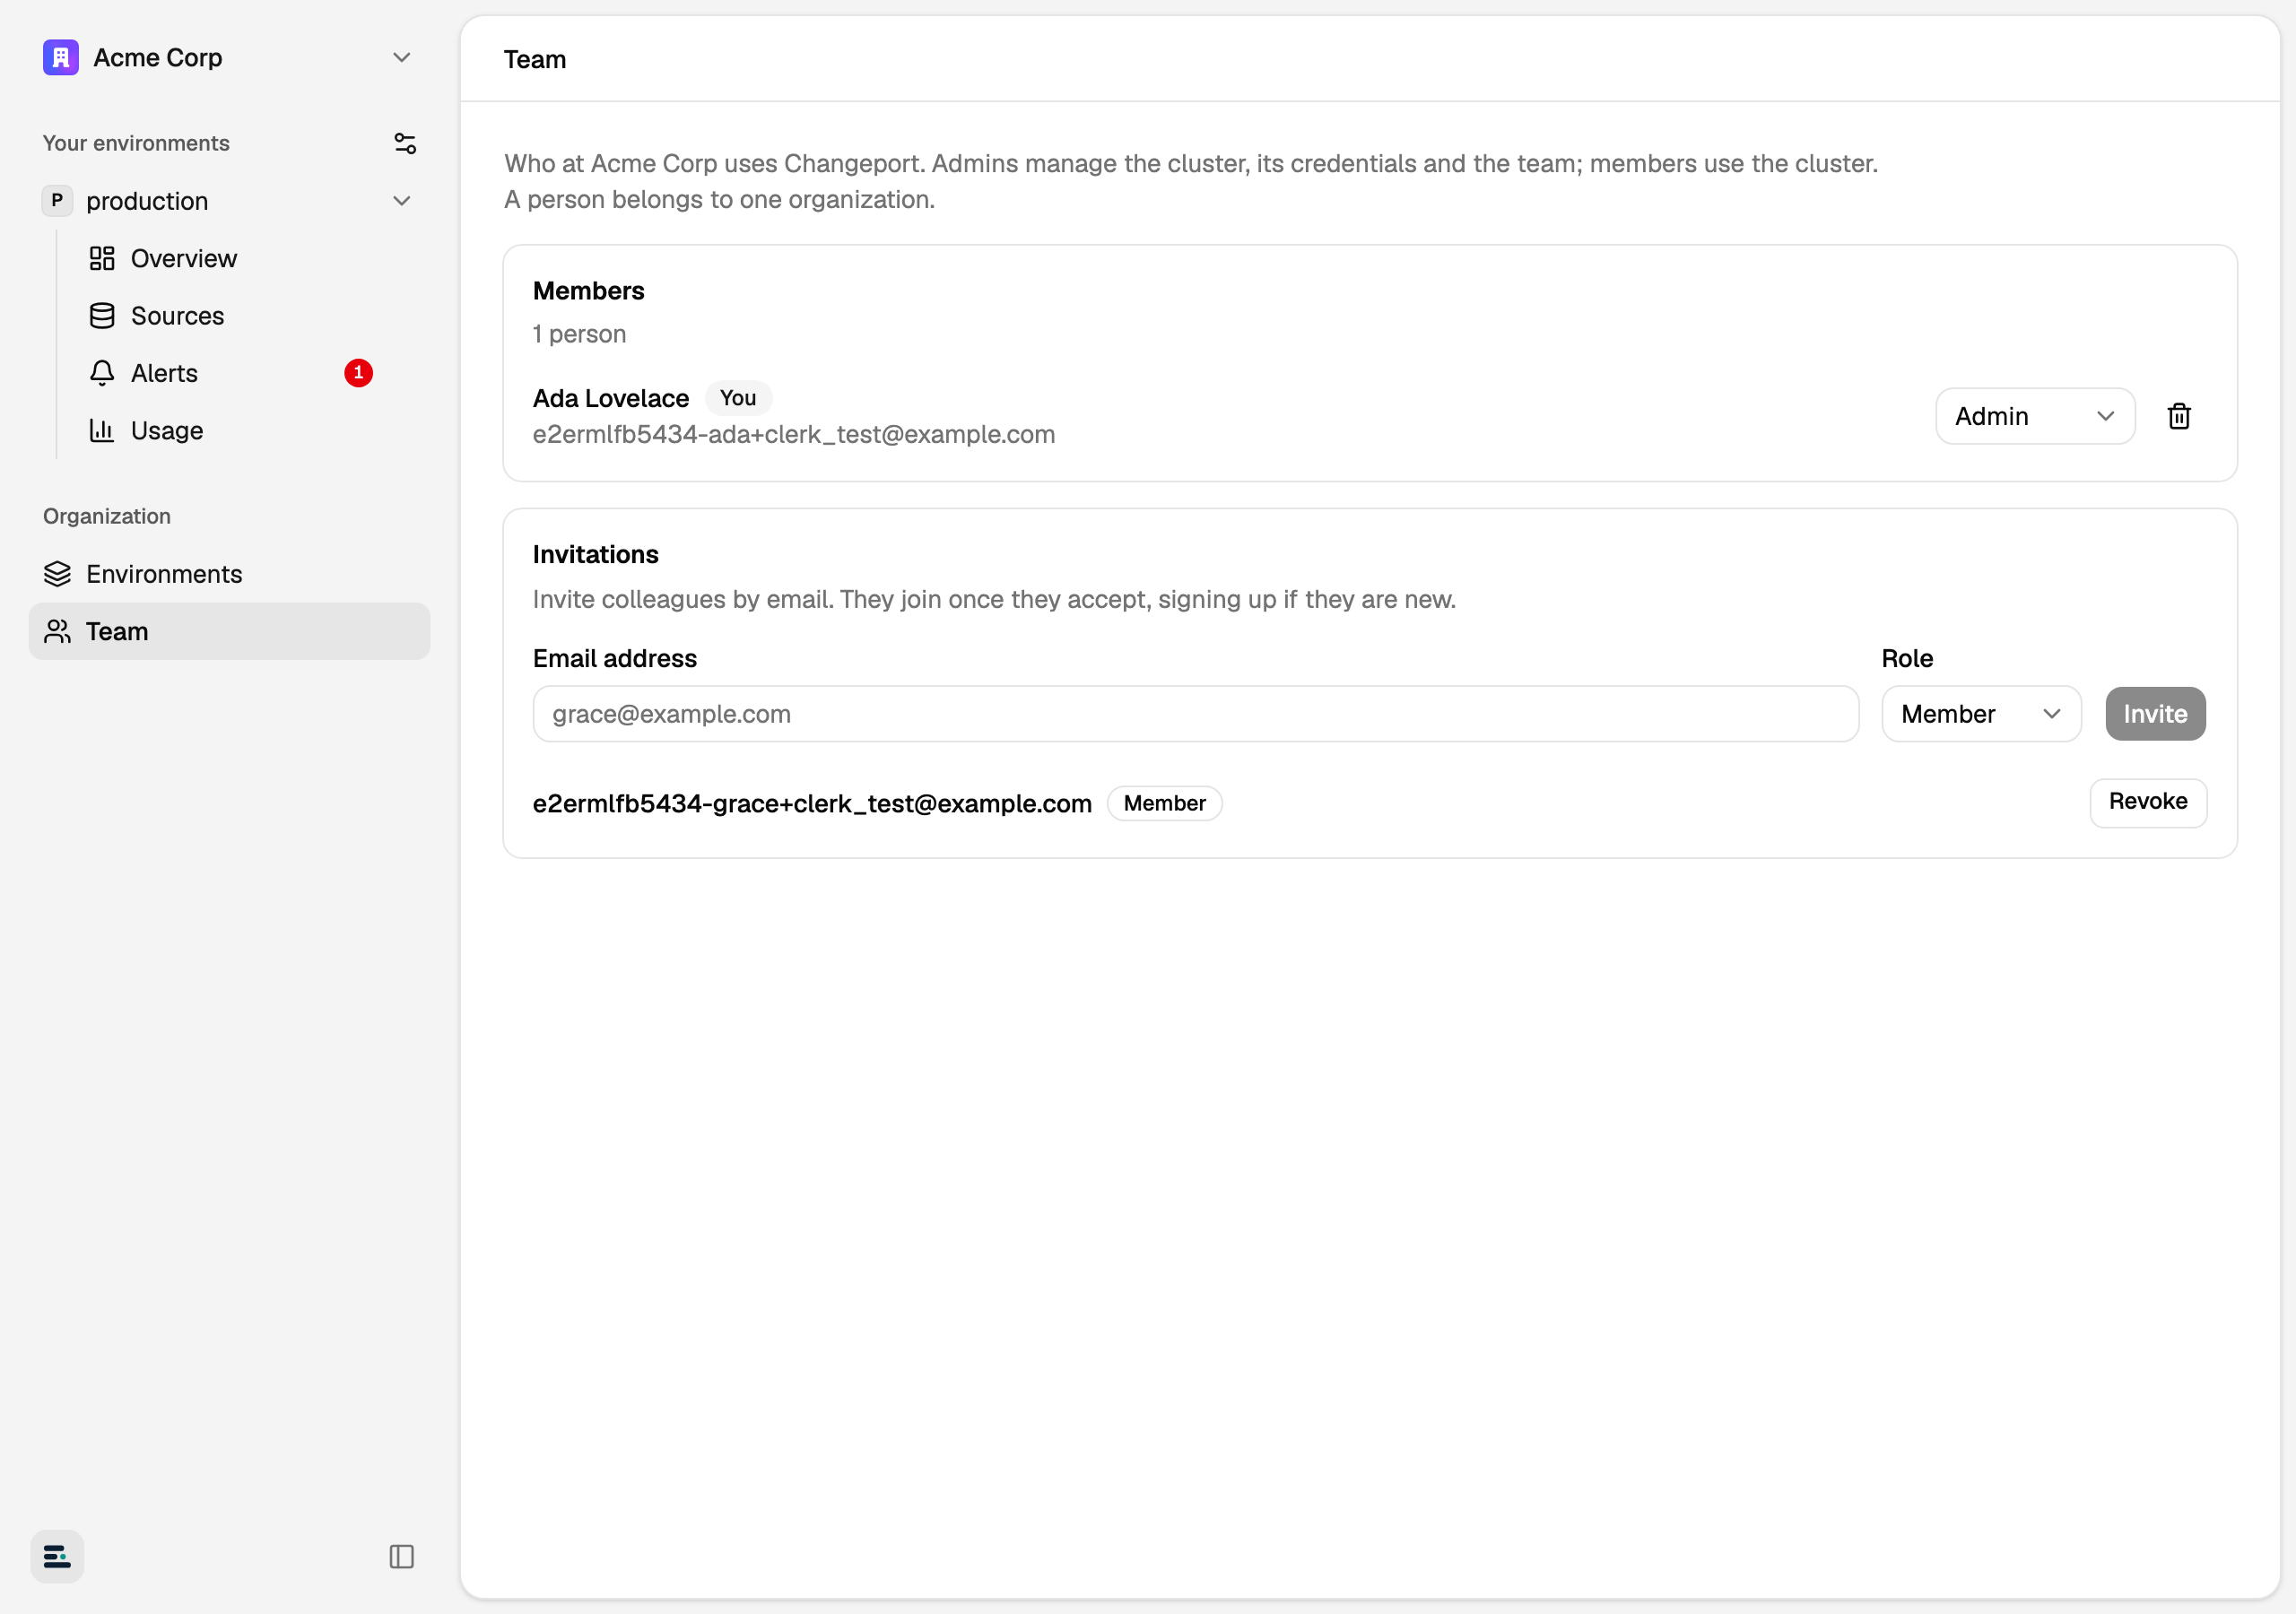 Acme Corp
Your environments
P production
Overview
Sources
Alerts 1
Usage
Organization
Environments
Team
Team
Who at Acme Corp uses Changeport. Admins manage the cluster, its credentials and the team; members use the cluster.
A person belongs to one organization.
Members
1 person
Ada Lovelace You
e2ermlfb5434-ada+clerk_test@example.com
Admin
Invitations
Invite colleagues by email. They join once they accept, signing up if they are new.
Email address Role
grace@example.com Member Invite
e2ermlfb5434-grace+clerk_test@example.com Member Revoke